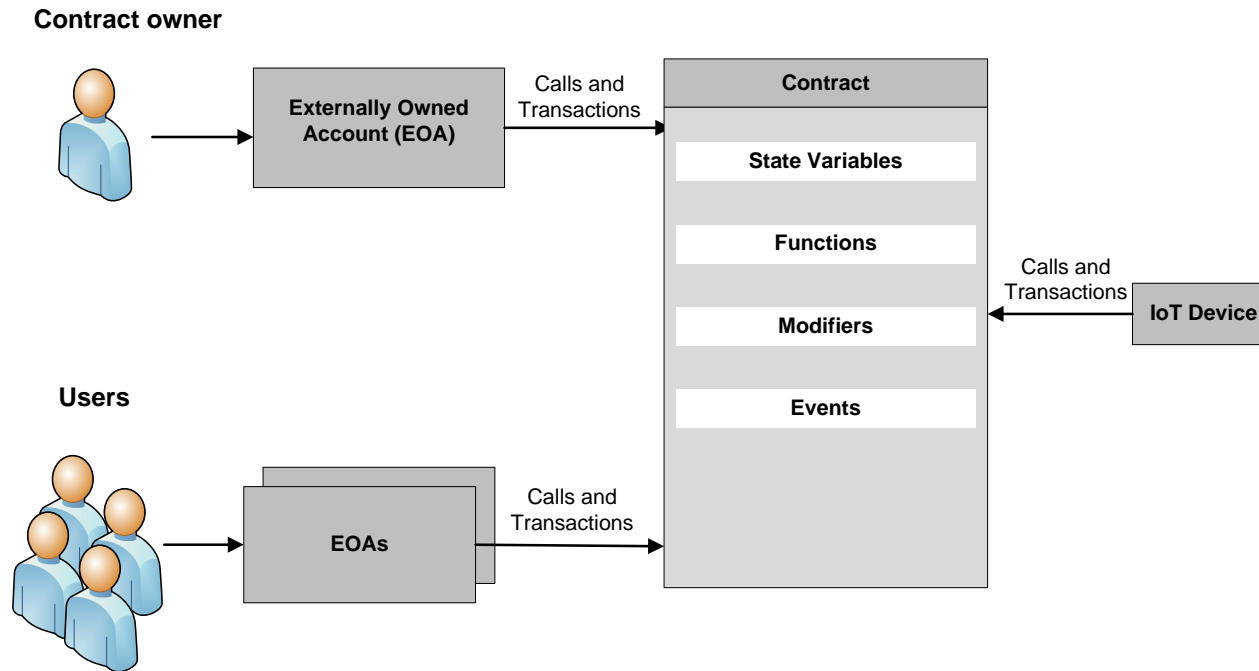 Contract owner
Externally Owned
Account (EOA)
Calls and
Transactions
Contract
State Variables
Functions
Modifiers
Events
Calls and
Transactions
IoT Device
Users
EOAs
Calls and
Transactions